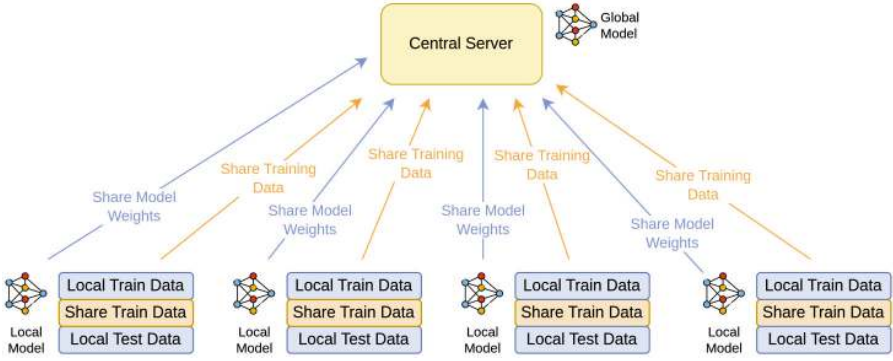 Central Server
Global
Model
Share Training
Data
Share Training
Data
Share Training
Data
Share Training
Data
Share Model
Weights
Share Model
Weights
Share Model
Weights
Share Model
Weights
Local Train Data
Share Train Data
Local Test Data
Local
Model
Local Train Data
Share Train Data
Local Test Data
Local
Model
Local Train Data
Share Train Data
Local Test Data
Local
Model
Local Train Data
Share Train Data
Local Test Data
Local
Model